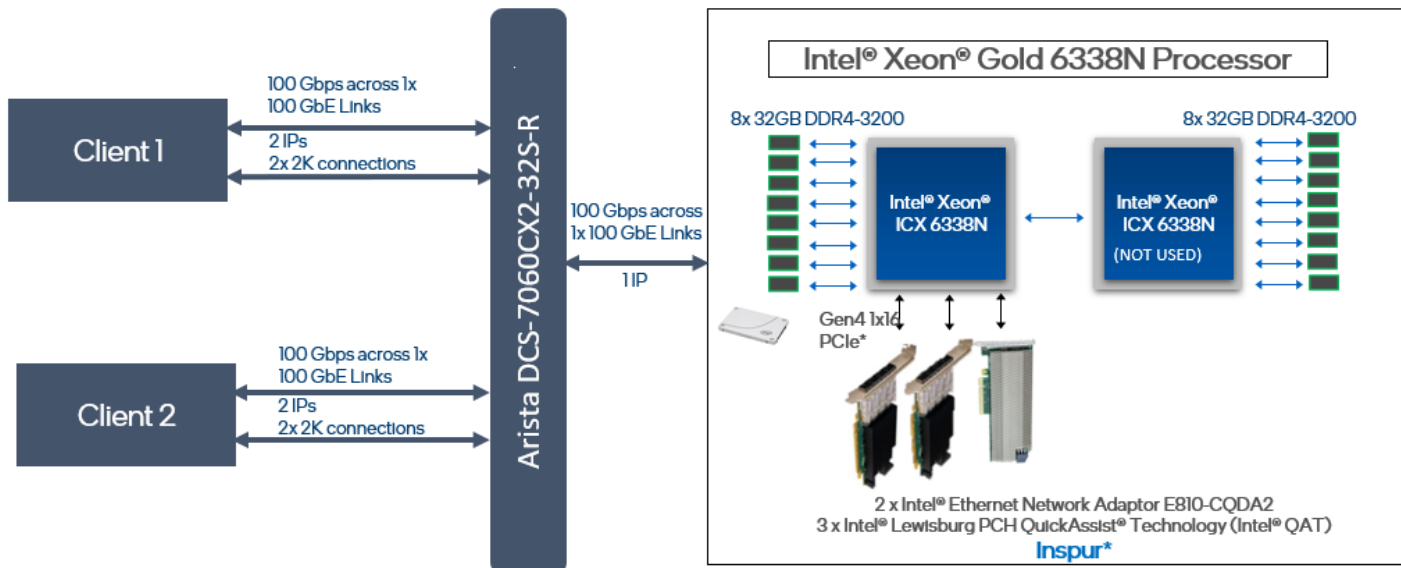 Intel® Xeon® Gold 6338N Processor
100 Gbps across 1x
100 GbE Links
2 IPs
2x 2K connections
Client 1
100 Gbps across 1x
100 GbE Links
2 IPs
2x 2K connections
Client 2
Arista DCS-7060CX2-32S-R
100 Gbps across
1x 100 GbE Links
1 IP
8x 32GB DDR4-3200
8x 32GB DDR4-3200
Intel® Xeon®
ICX 6338N
Intel® Xeon®
ICX 6338N
(NOT USED)
Gen4 1x16
PCIe*
2 x Intel® Ethernet Network Adaptor E810-CQDA2
3 x Intel® Lewisburg PCH QuickAssist® Technology (Intel® QAT)
Inspur*